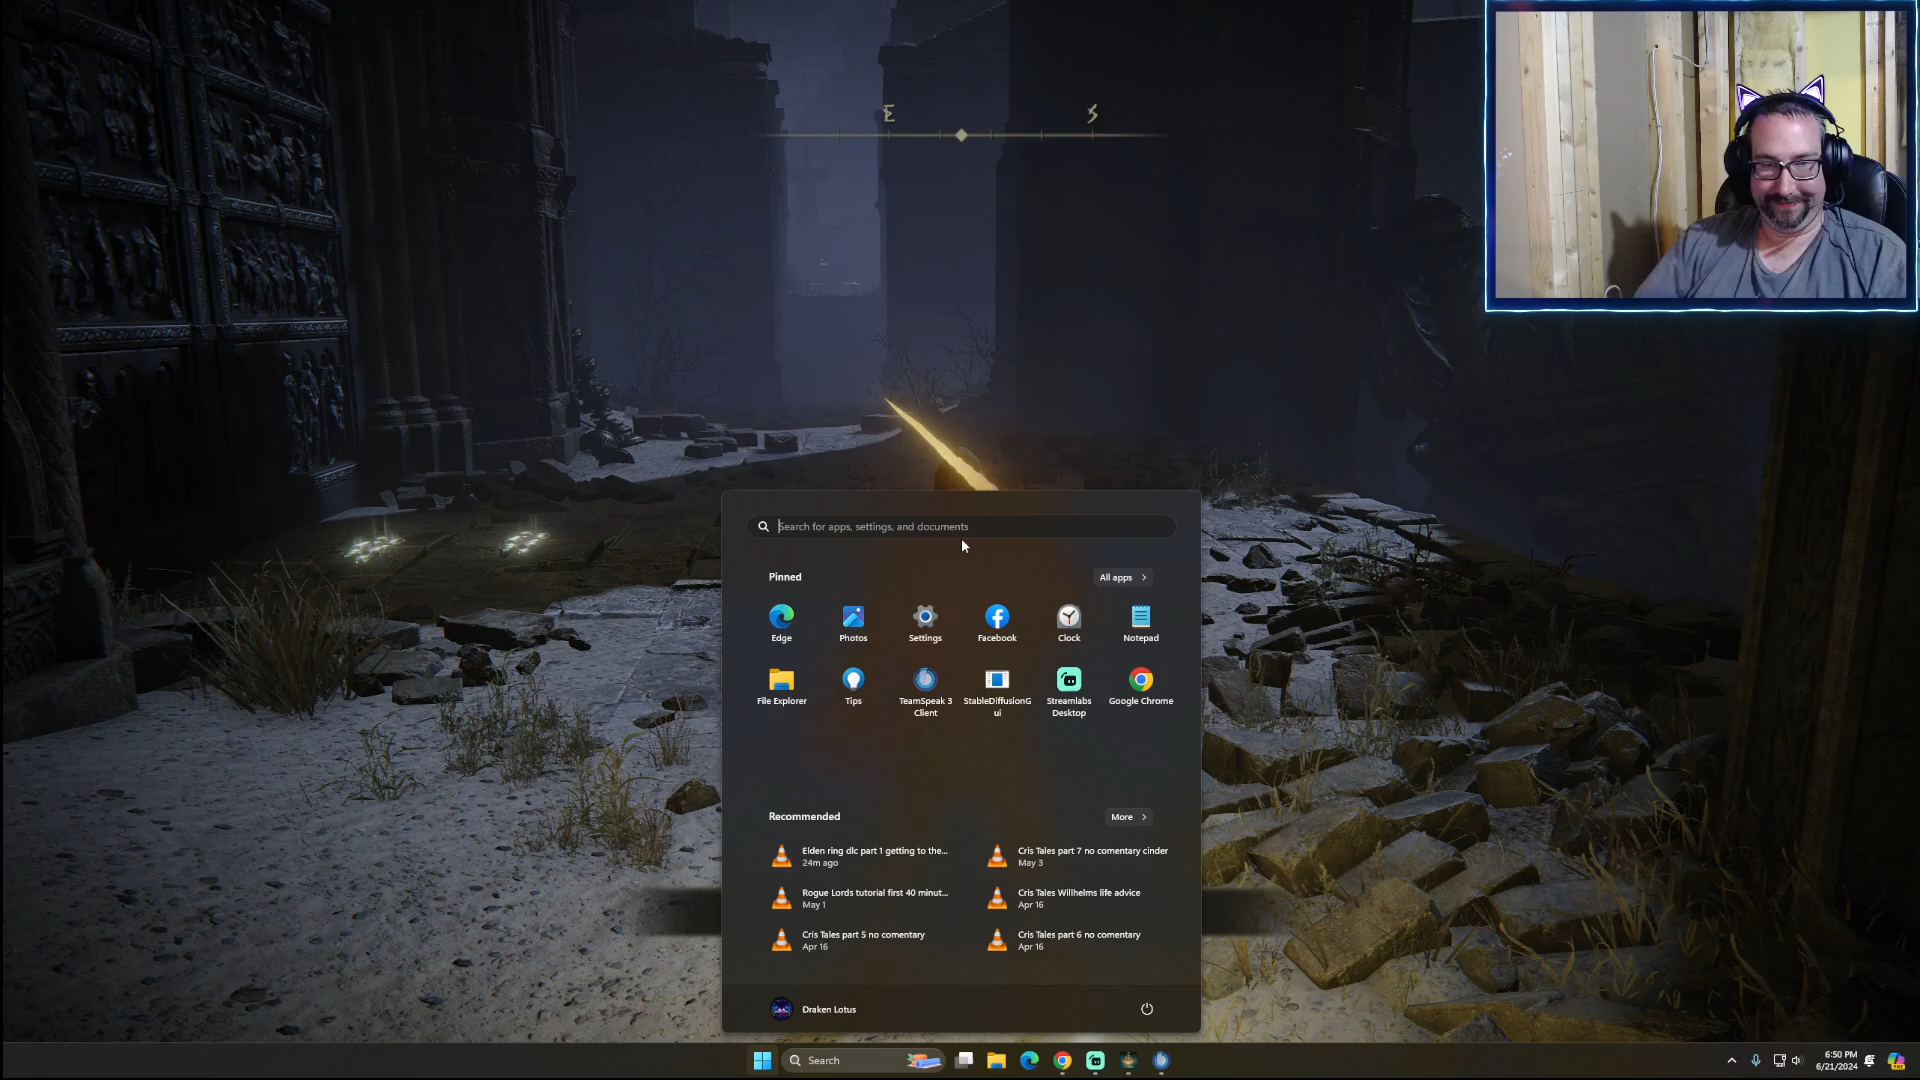 E
S
Search for apps, settings, and documents
Pinned
All apps
Edge
Photos
Settings
Facebook
Clock
Notepad
File Explorer
Tips
TeamSpeak 3
Client
StableDiffusionG
ui
Streamlabs
Desktop
Google Chrome
Recommended
More
Elden ring dlc part 1 getting to the...
24m ago
Cris Tales part 7 no comentary cinder
May 3
Rogue Lords tutorial first 40 minut...
May 1
Cris Tales Willhelms life advice
Apr 16
Cris Tales part 5 no comentary
Apr 16
Cris Tales part 6 no comentary
Apr 16
Draken Lotus
Search
6:50 PM
6/21/2024